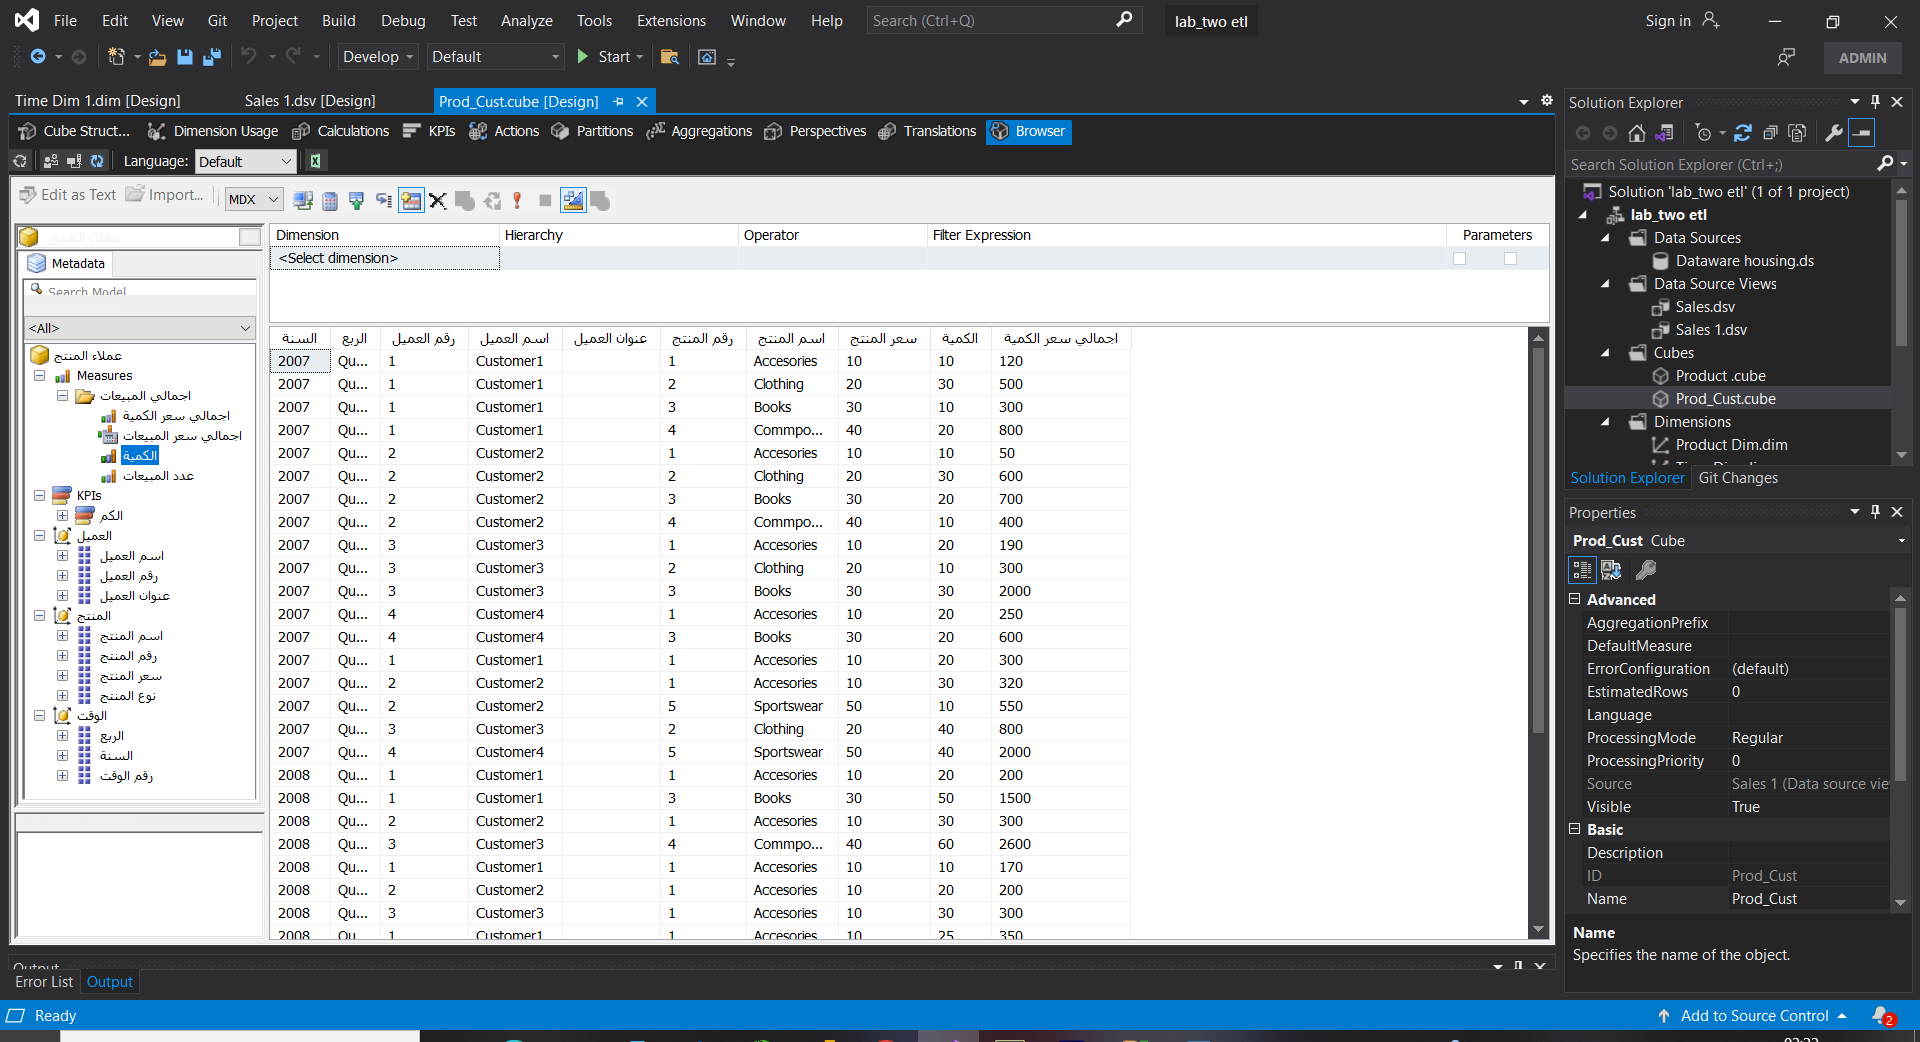 File Edit View Git Project Build Debug Test Analyze Tools Extensions Window Help Search (Ctrl+Q) lab_two etl Sign in
Develop Default Start ADMIN
Time Dim 1.dim [Design] Sales 1.dsv [Design] Prod_Cust.cube [Design]
Cube Struct... Dimension Usage Calculations KPIs Actions Partitions Aggregations Perspectives Translations Browser
Language: Default
Edit as Text Import... MDX
عملاء المنتج
Metadata
Search Model
<All>
عملاء المنتج
Measures
اجمالي المبيعات
اجمالي سعر الكمية
اجمالي سعر المبيعات
الكمية
عدد المبيعات
KPIs
الكم
العميل
اسم العميل
رقم العميل
عنوان العميل
المنتج
اسم المنتج
رقم المنتج
سعر المنتج
نوع المنتج
الوقت
الربع
السنة
رقم الوقت
Dimension Hierarchy Operator Filter Expression Parameters
<Select dimension>
السنة الربع رقم العميل اسم العميل عنوان العميل رقم المنتج اسم المنتج سعر المنتج الكمية اجمالي سعر الكمية
2007 Qu... 1 Customer1 1 Accesories 10 10 120
2007 Qu... 1 Customer1 2 Clothing 20 30 500
2007 Qu... 1 Customer1 3 Books 30 10 300
2007 Qu... 1 Customer1 4 Commpo... 40 20 800
2007 Qu... 2 Customer2 1 Accesories 10 10 50
2007 Qu... 2 Customer2 2 Clothing 20 30 600
2007 Qu... 2 Customer2 3 Books 30 20 700
2007 Qu... 2 Customer2 4 Commpo... 40 10 400
2007 Qu... 3 Customer3 1 Accesories 10 20 190
2007 Qu... 3 Customer3 2 Clothing 20 10 300
2007 Qu... 3 Customer3 3 Books 30 30 2000
2007 Qu... 4 Customer4 1 Accesories 10 20 250
2007 Qu... 4 Customer4 3 Books 30 20 600
2007 Qu... 1 Customer1 1 Accesories 10 20 300
2007 Qu... 2 Customer2 1 Accesories 10 30 320
2007 Qu... 2 Customer2 5 Sportswear 50 10 550
2007 Qu... 3 Customer3 2 Clothing 20 40 800
2007 Qu... 4 Customer4 5 Sportswear 50 40 2000
2008 Qu... 1 Customer1 1 Accesories 10 20 200
2008 Qu... 1 Customer1 3 Books 30 50 1500
2008 Qu... 2 Customer2 1 Accesories 10 30 300
2008 Qu... 3 Customer3 4 Commpo... 40 60 2600
2008 Qu... 1 Customer1 1 Accesories 10 10 170
2008 Qu... 2 Customer2 1 Accesories 10 20 200
2008 Qu... 3 Customer3 1 Accesories 10 30 300
2008 Qu 1 Customer1 1 Accesories 10 25 350
Solution Explorer
Search Solution Explorer (Ctrl+;)
Solution 'lab_two etl' (1 of 1 project)
lab_two etl
Data Sources
Dataware housing.ds
Data Source Views
Sales.dsv
Sales 1.dsv
Cubes
Product .cube
Prod_Cust.cube
Dimensions
Product Dim.dim
Solution Explorer Git Changes
Properties
Prod_Cust Cube
Advanced
AggregationPrefix
DefaultMeasure
ErrorConfiguration (default)
EstimatedRows 0
Language
ProcessingMode Regular
ProcessingPriority 0
Source Sales 1 (Data source vie
Visible True
Basic
Description
ID Prod_Cust
Name Prod_Cust
Name
Specifies the name of the object.
Output
Error List Output
Ready Add to Source Control 2